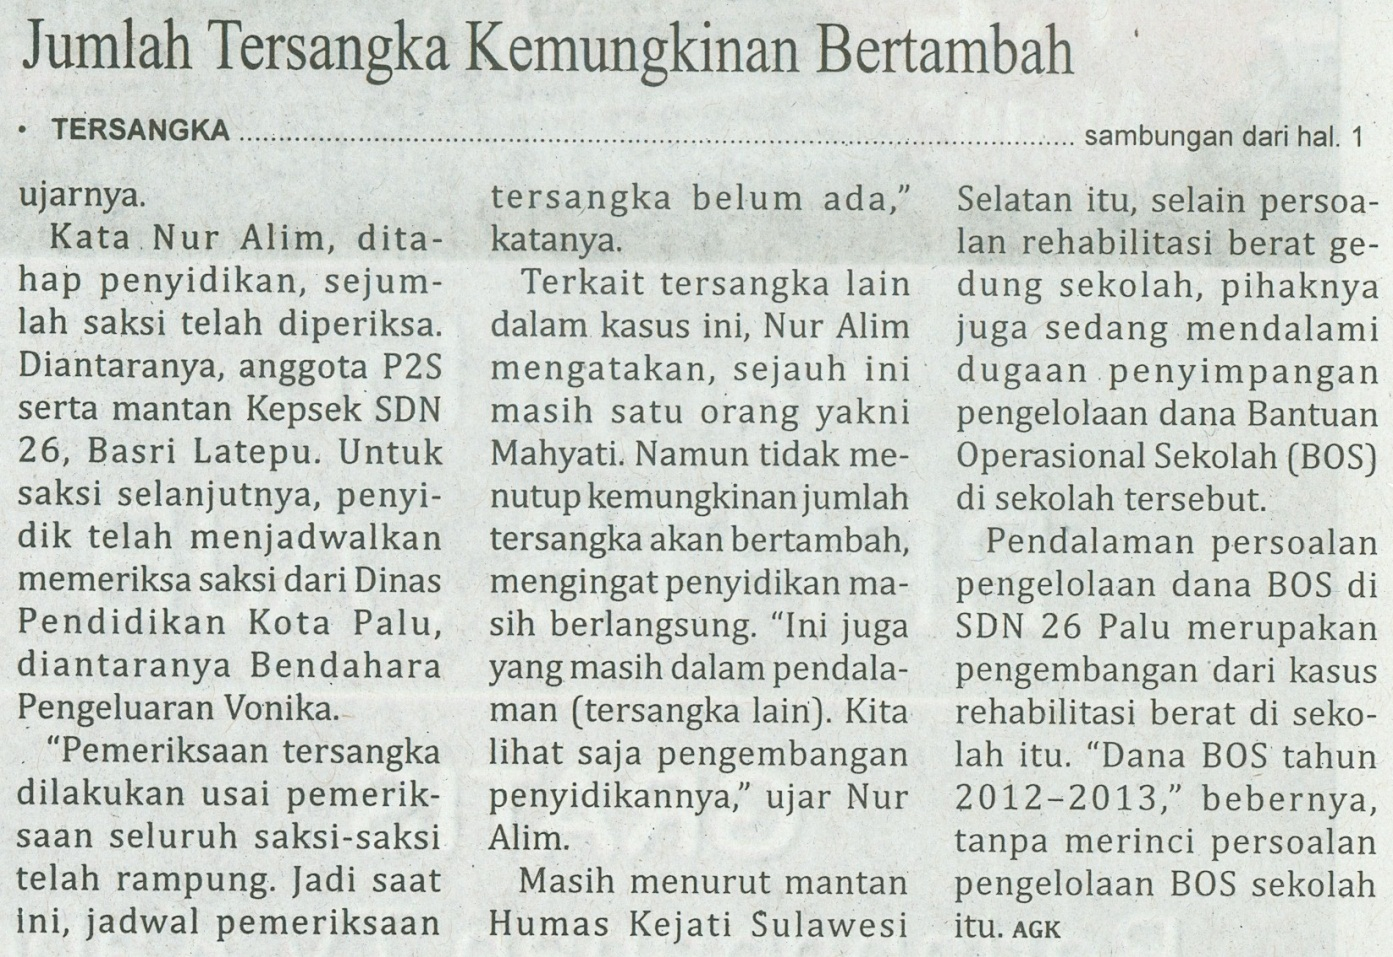 Jumlah Tersangka Kemungkinan Bertambah
• TERSANGKA ........................................................................ sambungan dari hal. 1
ujarnya.
Kata Nur Alim, dita-
hap penyidikan, sejum-
lah saksi telah diperiksa.
Diantaranya, anggota P2S
serta mantan Kepsek SDN
26, Basri Latepu. Untuk
saksi selanjutnya, penyi-
dik telah menjadwalkan
memeriksa saksi dari Dinas
Pendidikan Kota Palu,
diantaranya Bendahara
Pengeluaran Vonika.
“Pemeriksaan tersangka
dilakukan usai pemerik-
saan seluruh saksi-saksi
telah rampung. Jadi saat
ini, jadwal pemeriksaan
tersangka belum ada,”
katanya.
Terkait tersangka lain
dalam kasus ini, Nur Alim
mengatakan, sejauh ini
masih satu orang yakni
Mahyati. Namun tidak me-
nutup kemungkinan jumlah
tersangka akan bertambah,
mengingat penyidikan ma-
sih berlangsung. “Ini juga
yang masih dalam pendala-
man (tersangka lain). Kita
lihat saja pengembangan
penyidikannya,” ujar Nur
Alim.
Masih menurut mantan
Humas Kejati Sulawesi
Selatan itu, selain persoa-
lan rehabilitasi berat ge-
dung sekolah, pihaknya
juga sedang mendalami
dugaan penyimpangan
pengelolaan dana Bantuan
Operasional Sekolah (BOS)
di sekolah tersebut.
Pendalaman persoalan
pengelolaan dana BOS di
SDN 26 Palu merupakan
pengembangan dari kasus
rehabilitasi berat di seko-
lah itu. “Dana BOS tahun
2012–2013,” bebernya,
tanpa merinci persoalan
pengelolaan BOS sekolah
itu. AGK